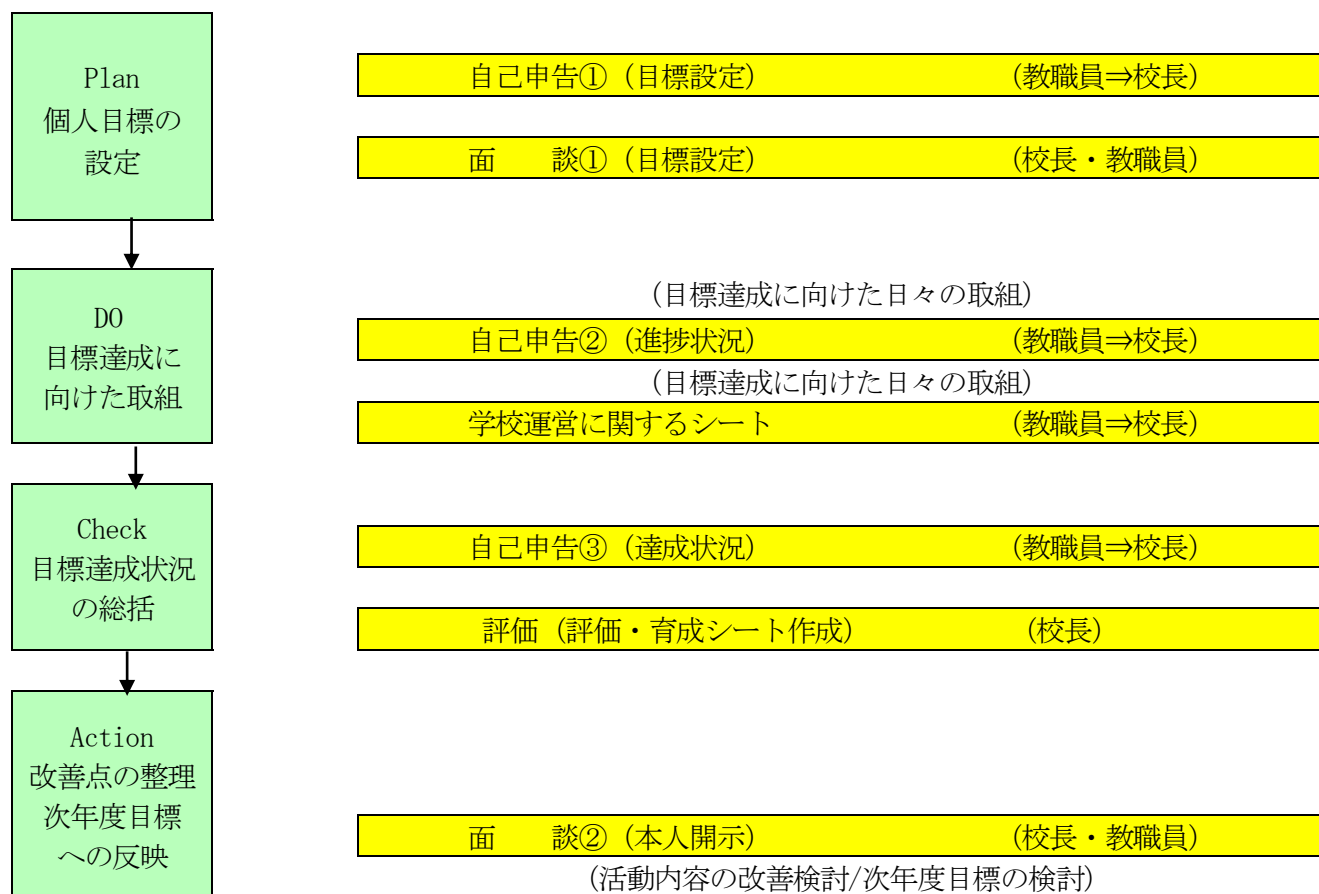 Plan
個人目標の
設定
自己申告①（目標設定） （教職員⇒校長）
面　　談①（目標設定） （校長・教職員）
DO
目標達成に
向けた取組
（目標達成に向けた日々の取組）
自己申告②（進捗状況） （教職員⇒校長）
（目標達成に向けた日々の取組）
学校運営に関するシート （教職員⇒校長）
Check
目標達成状況
の総括
自己申告③（達成状況） （教職員⇒校長）
評価（評価・育成シート作成） （校長）
Action
改善点の整理
次年度目標
への反映
面　　談②（本人開示） （校長・教職員）
（活動内容の改善検討/次年度目標の検討）